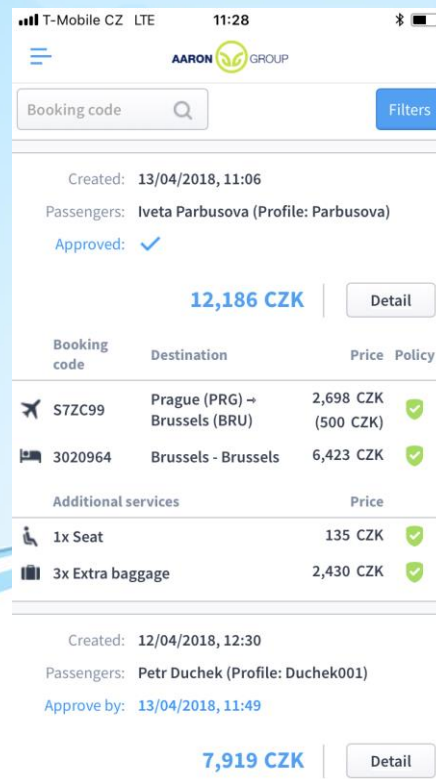 T-Mobile CZ LTE 11:28
AARON GROUP
Booking code
Filters
Created: 13/04/2018, 11:06
Passengers: Iveta Parbusova (Profile: Parbusova)
Approved:
12,186 CZK Detail
Booking code Destination Price Policy
S7ZC99 Prague (PRG) → Brussels (BRU) 2,698 CZK (500 CZK)
3020964 Brussels - Brussels 6,423 CZK
Additional services Price
1x Seat 135 CZK
3x Extra baggage 2,430 CZK
Created: 12/04/2018, 12:30
Passengers: Petr Duchek (Profile: Duchek001)
Approve by: 13/04/2018, 11:49
7,919 CZK Detail